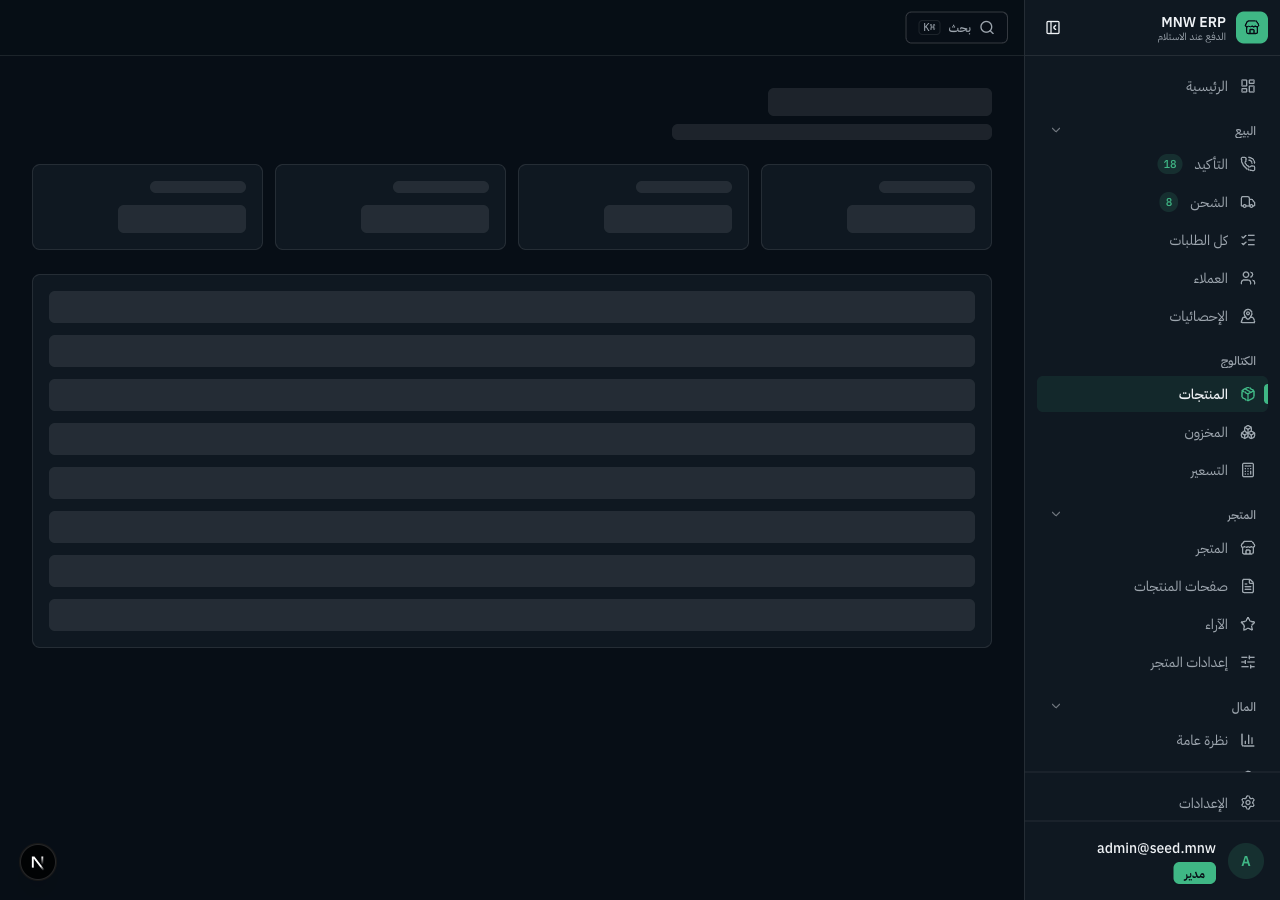 MNW ERP
الدفع عند الاستلام
بحث ⌘K
الرئيسية
البيع
التأكيد 18
الشحن 8
كل الطلبات
العملاء
الإحصائيات
الكتالوج
المنتجات
المخزون
التسعير
المتجر
المتجر
صفحات المنتجات
الآراء
إعدادات المتجر
المال
نظرة عامة
الإعدادات
A
admin@seed.mnw
مدير
N